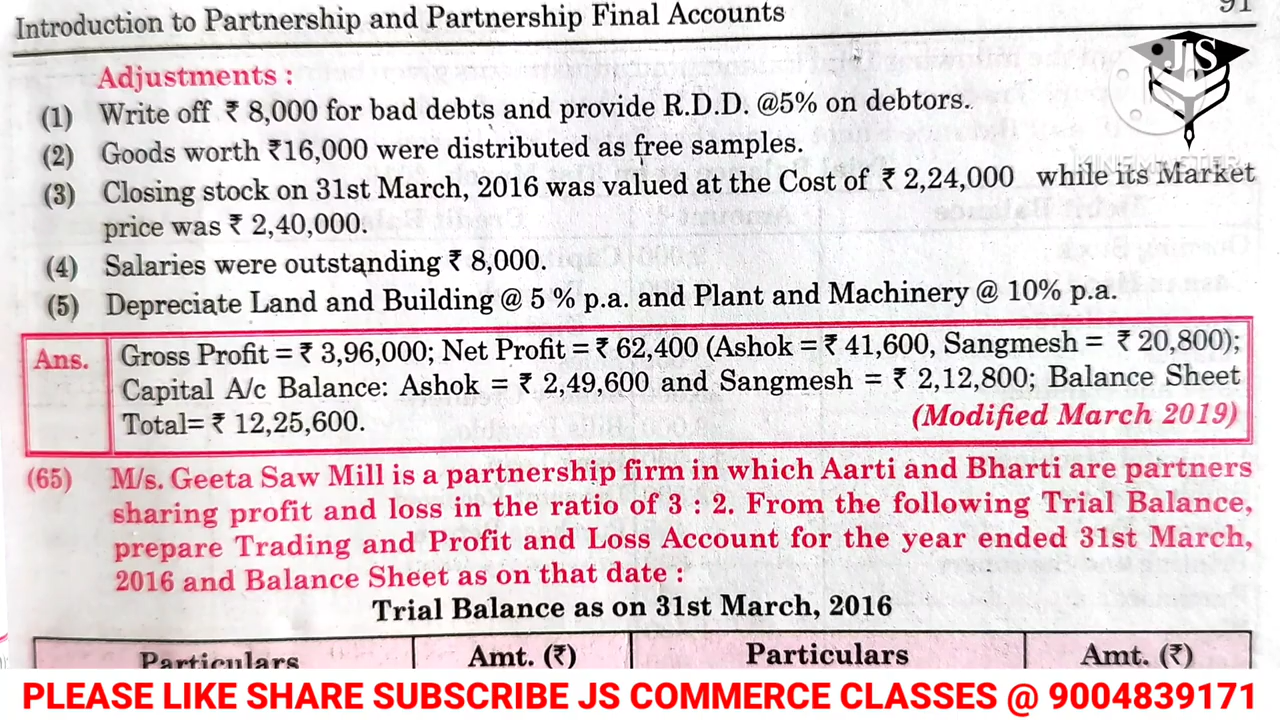 Introduction to Partnership and Partnership Final Accounts 91
JS
Adjustments :
(1) Write off ₹ 8,000 for bad debts and provide R.D.D. @5% on debtors.
(2) Goods worth ₹16,000 were distributed as free samples.
(3) Closing stock on 31st March, 2016 was valued at the Cost of ₹ 2,24,000 while its Market
price was ₹ 2,40,000.
(4) Salaries were outstanding ₹ 8,000.
(5) Depreciate Land and Building @ 5 % p.a. and Plant and Machinery @ 10% p.a.
Ans. Gross Profit = ₹ 3,96,000; Net Profit = ₹ 62,400 (Ashok = ₹ 41,600, Sangmesh = ₹ 20,800);
Capital A/c Balance: Ashok = ₹ 2,49,600 and Sangmesh = ₹ 2,12,800; Balance Sheet
Total= ₹ 12,25,600. (Modified March 2019)
(65) M/s. Geeta Saw Mill is a partnership firm in which Aarti and Bharti are partners
sharing profit and loss in the ratio of 3 : 2. From the following Trial Balance,
prepare Trading and Profit and Loss Account for the year ended 31st March,
2016 and Balance Sheet as on that date :
Trial Balance as on 31st March, 2016
Particulars Amt. (₹) Particulars Amt. (₹)
PLEASE LIKE SHARE SUBSCRIBE JS COMMERCE CLASSES @ 9004839171